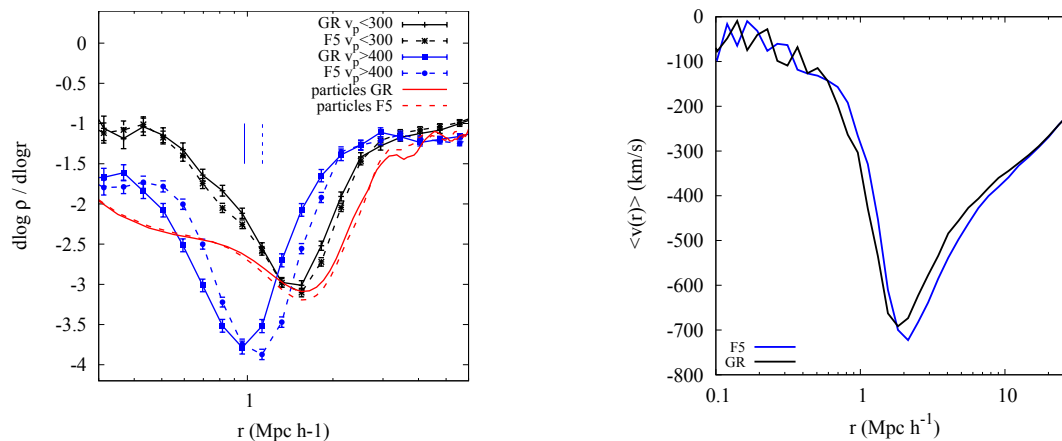 GR v_p<300
F5 v_p<300
GR v_p>400
F5 v_p>400
particles GR
particles F5
0
-0.5
-1
-1.5
-2
-2.5
-3
-3.5
-4
dlog ρ / dlogr
1
r (Mpc h-1)
0
-100
-200
-300
-400
-500
-600
-700
-800
<v(r)> (km/s)
F5
GR
0.1
1
10
r (Mpc h⁻¹)